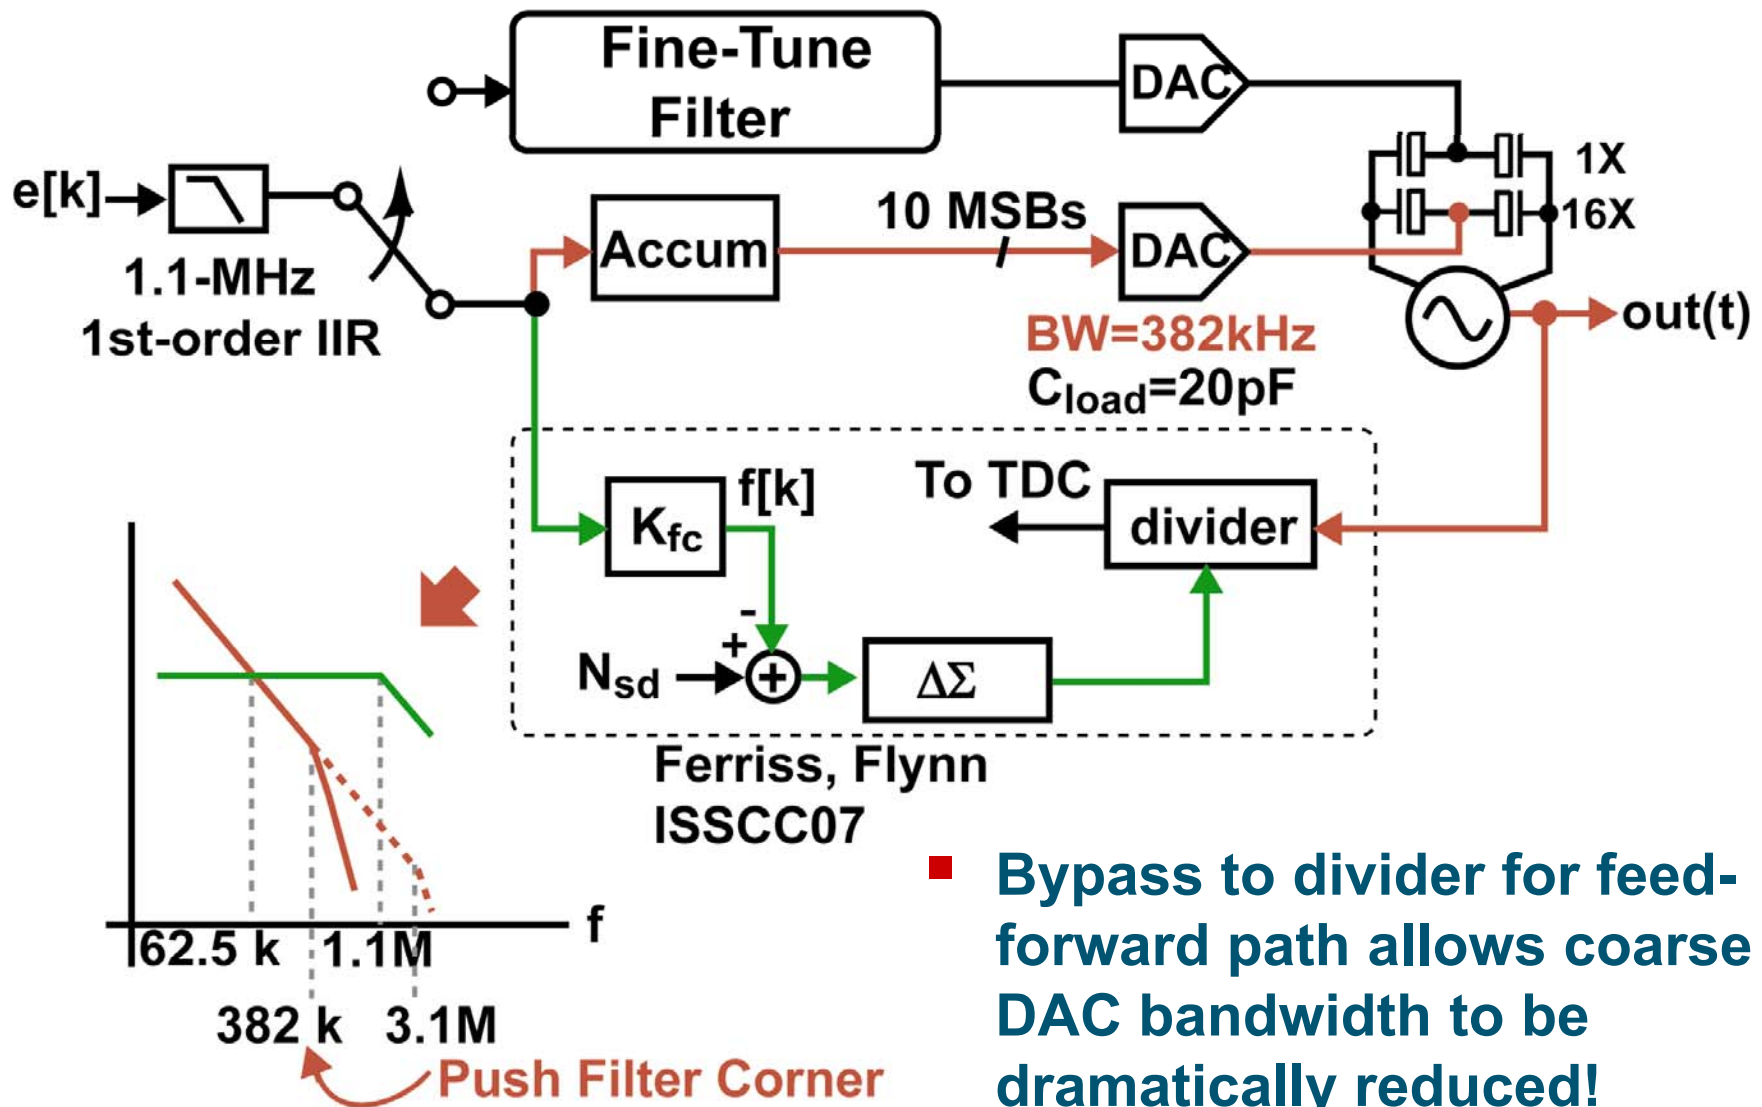 Fine-Tune
Filter
DAC
1X
e[k]
10 MSBs
16X
Accum
DAC
1.1-MHz
1st-order IIR
BW=382kHz
Cload=20pF
out(t)
To TDC
f[k]
Kfc
divider
-
+
Nsd
+
ΔΣ
Ferriss, Flynn
ISSCC07
f
62.5 k 1.1M
382 k 3.1M
Push Filter Corner
Bypass to divider for feed-
forward path allows coarse
DAC bandwidth to be
dramatically reduced!